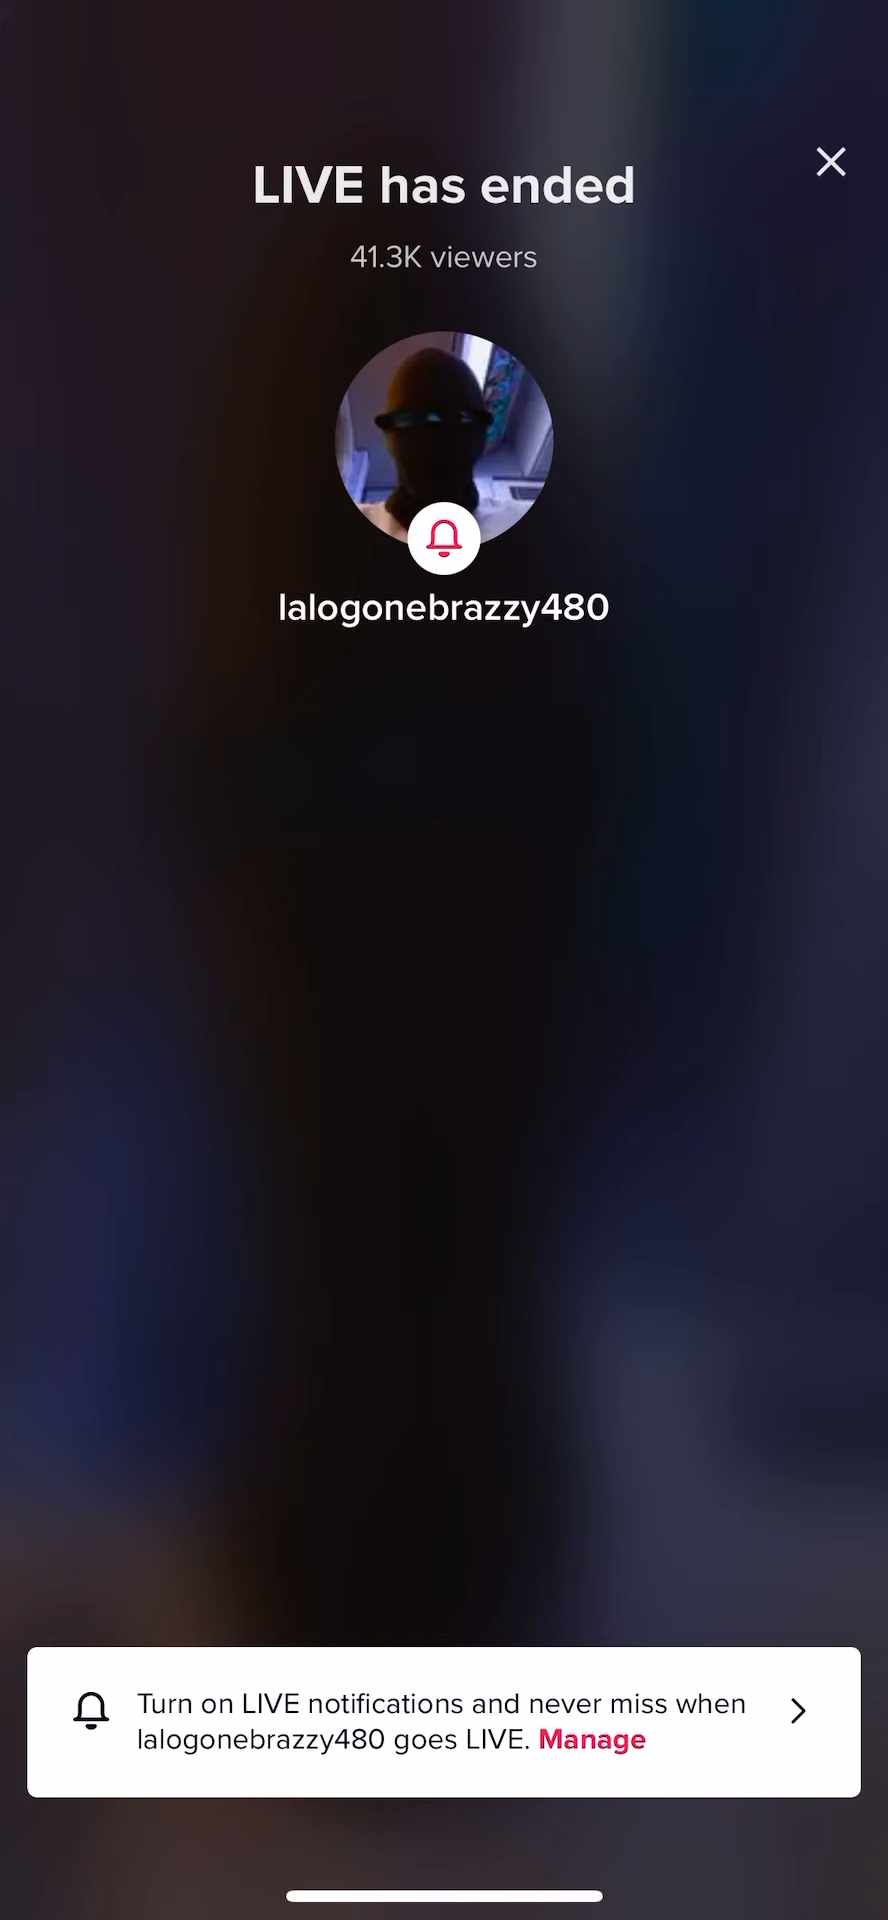 LIVE has ended
41.3K viewers
lalogonebrazzy480
Turn on LIVE notifications and never miss when
lalogonebrazzy480 goes LIVE. Manage